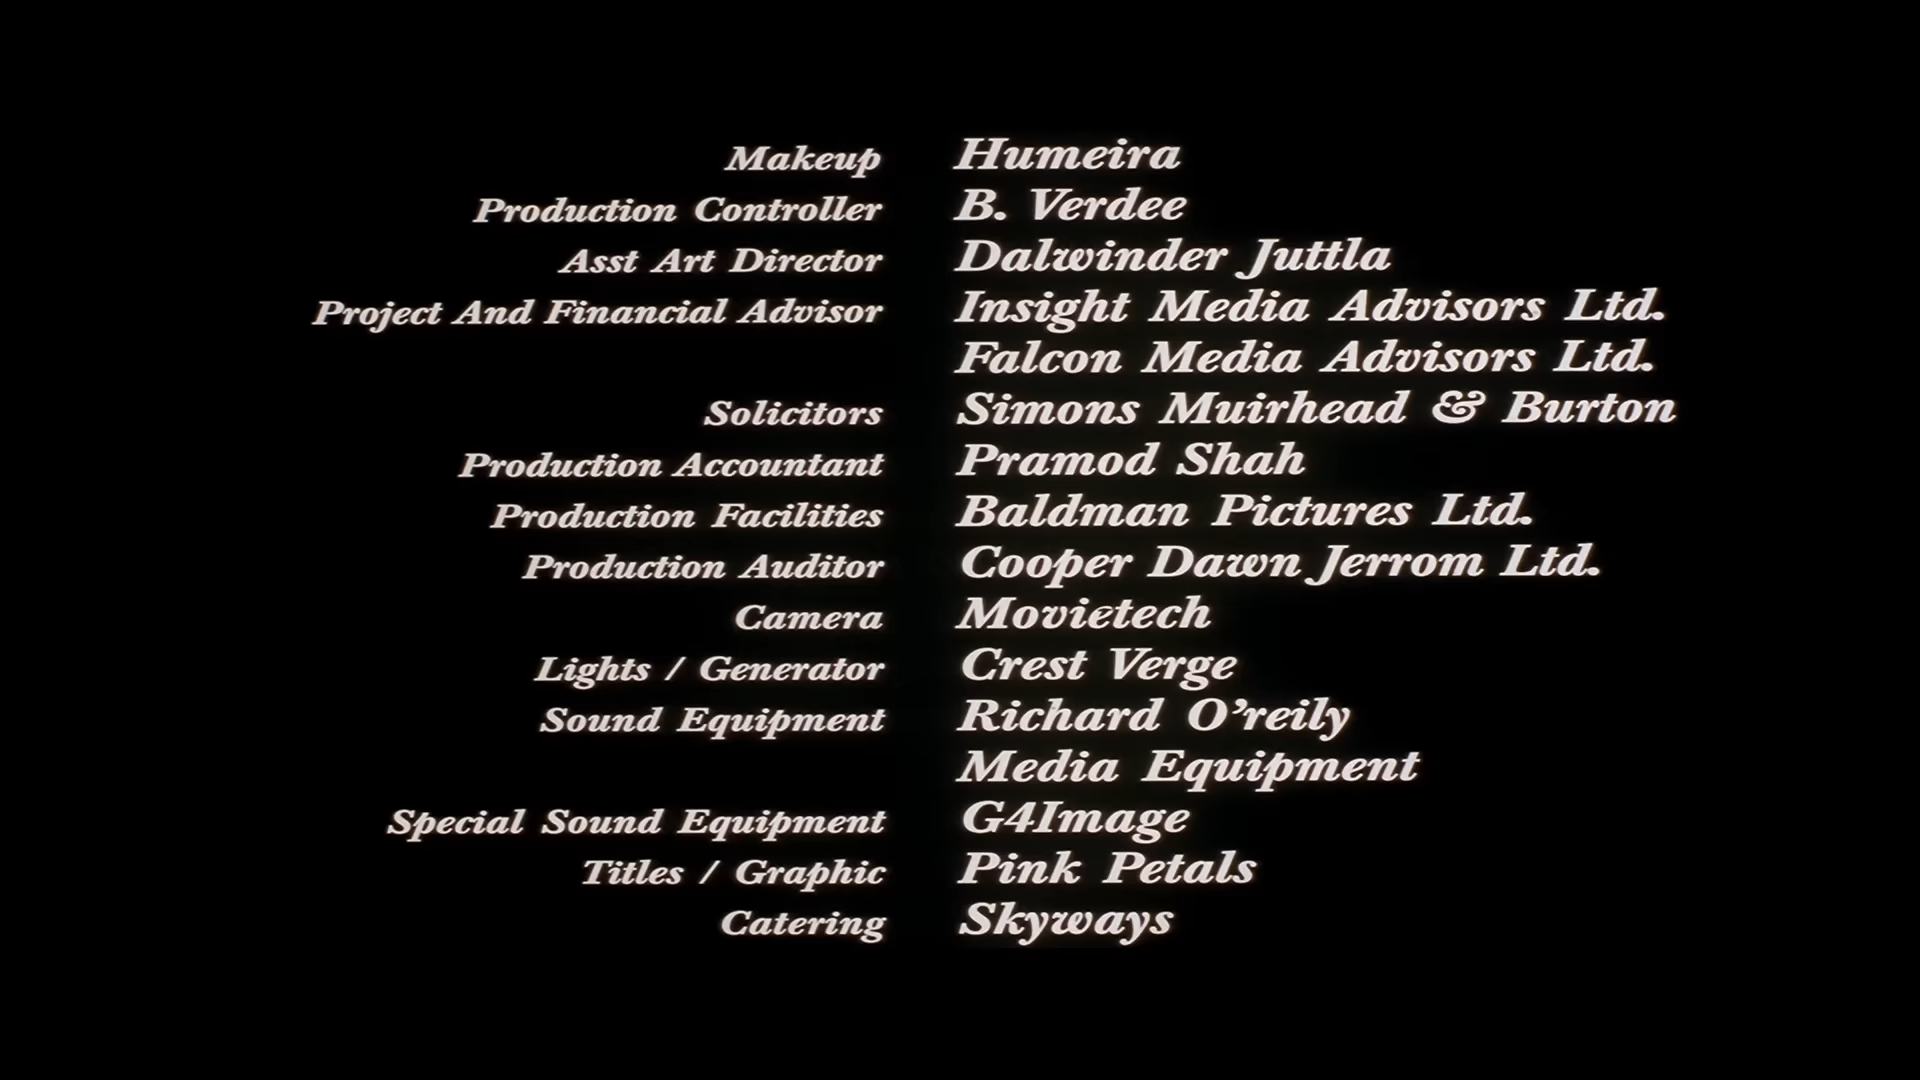 Makeup Humeira
Production Controller B. Verdee
Asst Art Director Dalwinder Juttla
Project And Financial Advisor Insight Media Advisors Ltd.
Falcon Media Advisors Ltd.
Solicitors Simons Muirhead & Burton
Production Accountant Pramod Shah
Production Facilities Baldman Pictures Ltd.
Production Auditor Cooper Dawn Jerrom Ltd.
Camera Movietech
Lights / Generator Crest Verge
Sound Equipment Richard O'reily
Media Equipment
Special Sound Equipment G4Image
Titles / Graphic Pink Petals
Catering Skyways